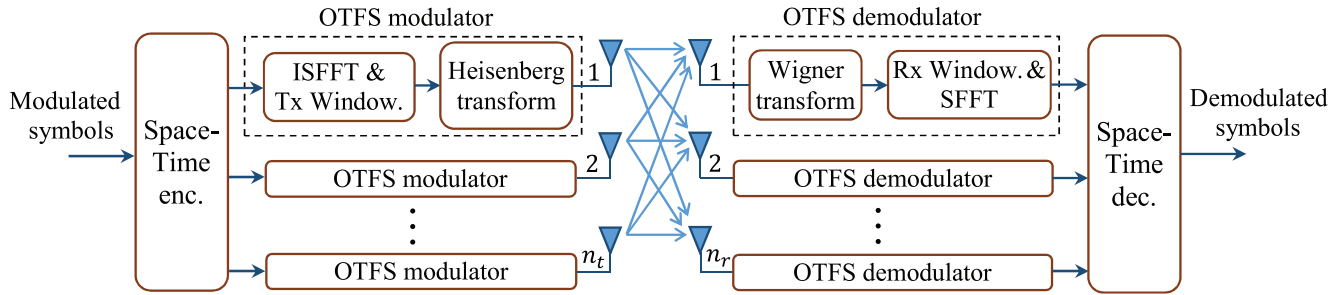 OTFS modulator
OTFS demodulator
Modulated
symbols
Space-
Time
enc.
ISFFT &
Tx Window.
Heisenberg
transform
1
1
Wigner
transform
Rx Window. &
SFFT
Space-
Time
dec.
Demodulated
symbols
OTFS modulator
2
2
OTFS demodulator
OTFS modulator
n_t
n_r
OTFS demodulator